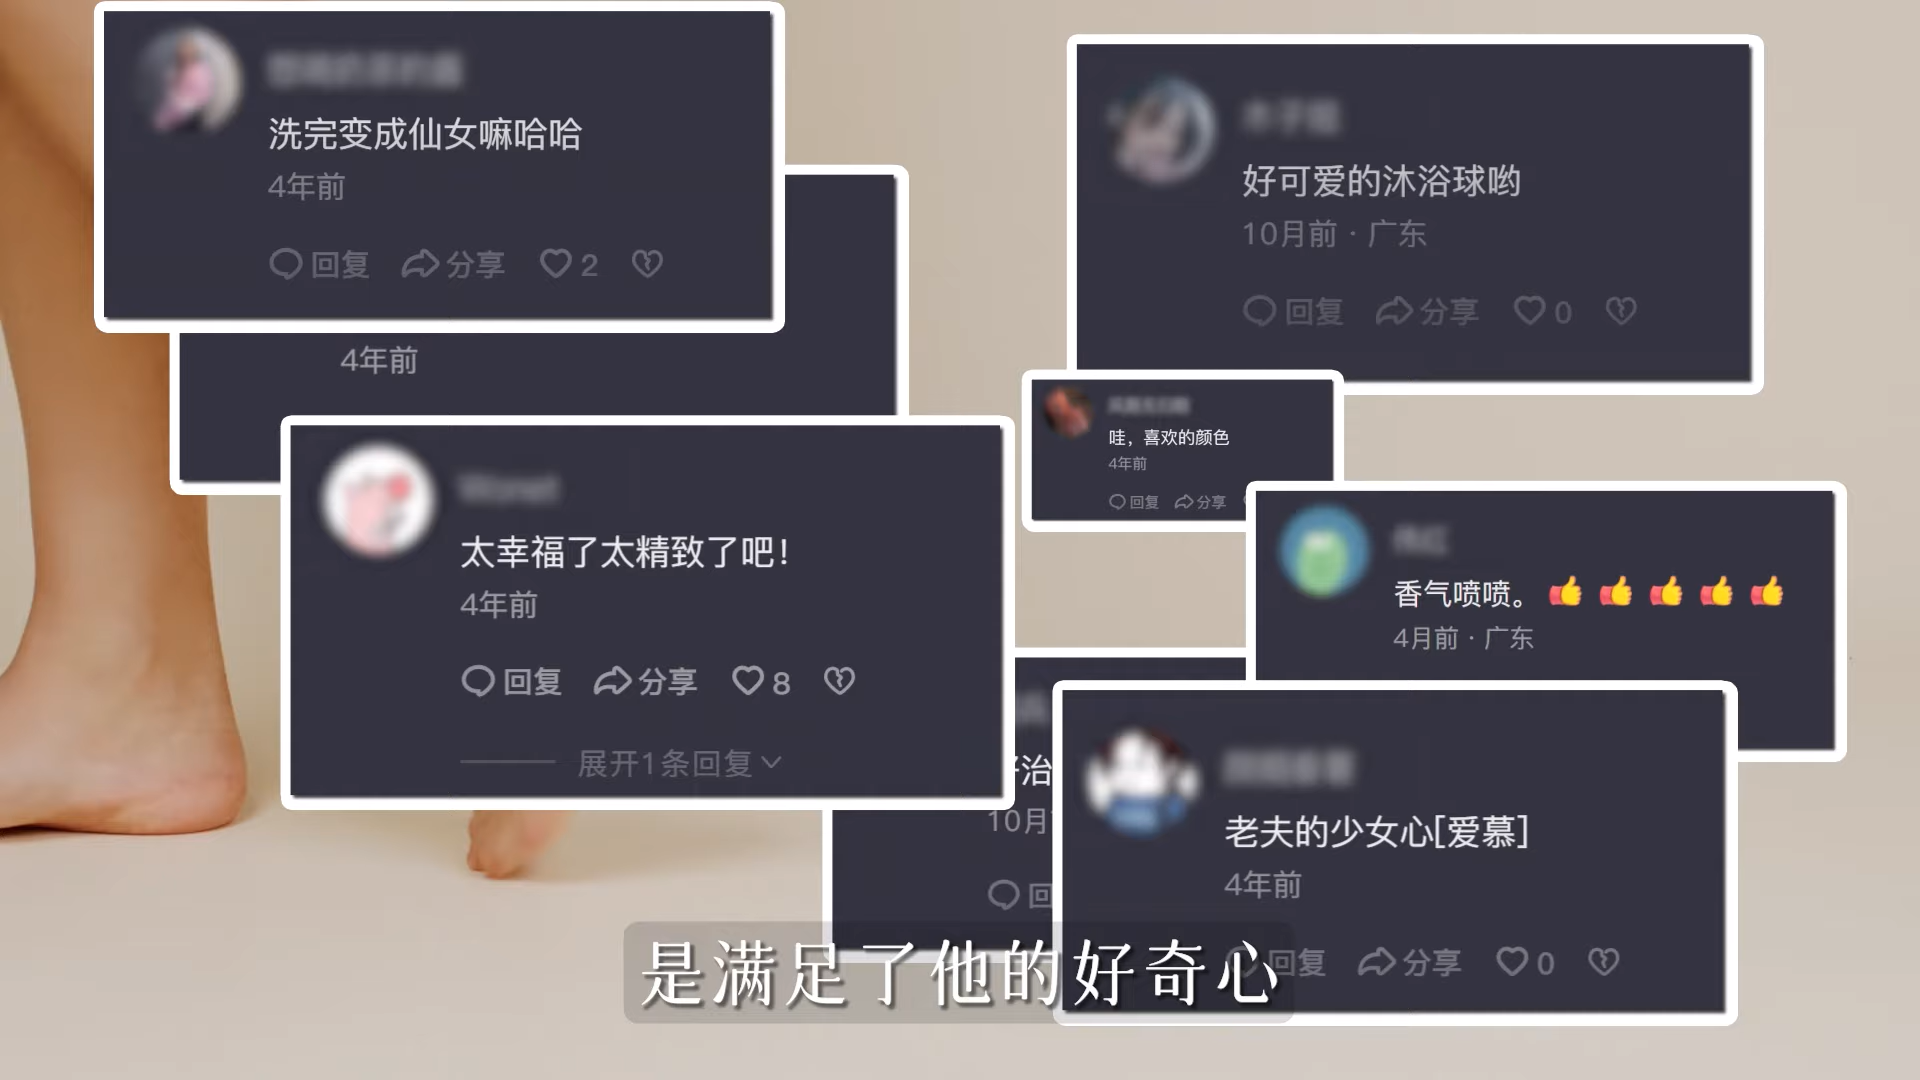 洗完变成仙女嘛哈哈
4年前
回复 分享 2
4年前
太幸福了太精致了吧！
4年前
回复 分享 8
展开1条回复
好可爱的沐浴球哟
10月前 · 广东
回复 分享 0
哇，喜欢的颜色
4年前
回复 分享
香气喷喷。👍👍👍👍👍
4月前 · 广东
治
10月
回
老夫的少女心[爱慕]
4年前
回复 分享 0
是满足了他的好奇心